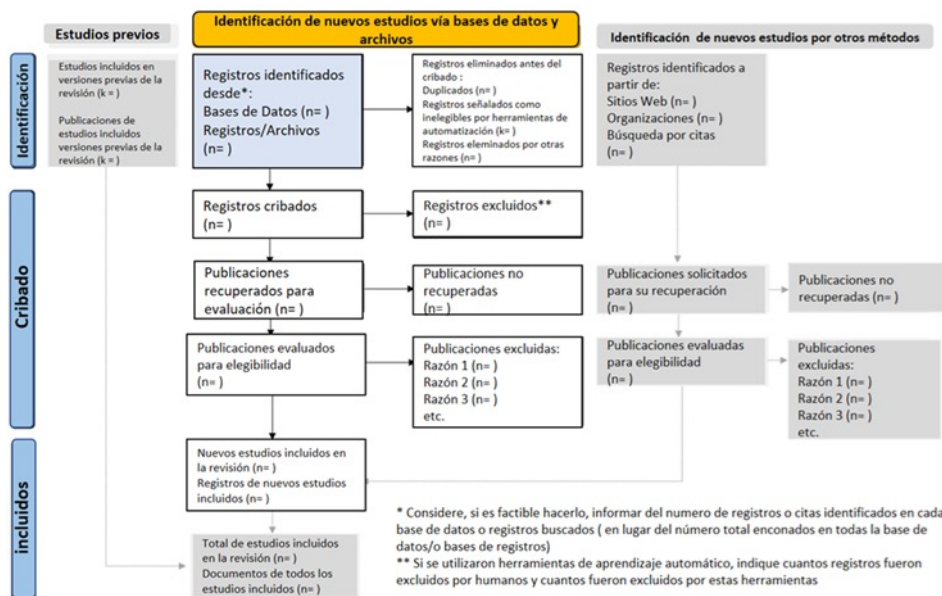 Estudios previos
Identificación de nuevos estudios vía bases de datos y
archivos
Identificación de nuevos estudios por otros métodos
Identificación
Estudios incluidos en
versiones previas de la
revisión (k = )
Publicaciones de
estudios incluidos
versiones previas de la
revisión (k = )
Registros identificados
desde*:
Bases de Datos (n= )
Registros/Archivos
(n= )
Registros eliminados antes del
cribado :
Duplicados (n= )
Registros señalados como
inelegibles por herramientas de
automatización (k= )
Registros eleminados por otras
razones (n= )
Registros identificados a
partir de:
Sitios Web (n= )
Organizaciones (n= )
Búsqueda por citas
(n= )
Cribado
Registros cribados
(n= )
Registros excluidos**
(n= )
Publicaciones
recuperados para
evaluación (n= )
Publicaciones no
recuperadas
(n= )
Publicaciones solicitados
para su recuperación
(n= )
Publicaciones no
recuperadas (n= )
Publicaciones evaluados
para elegibilidad
(n= )
Publicaciones excluidas:
Razón 1 (n= )
Razón 2 (n= )
Razón 3 (n= )
etc.
Publicaciones evaluadas
para elegibilidad
(n= )
Publicaciones
excluidas:
Razón 1 (n= )
Razón 2 (n= )
Razón 3 (n= )
etc.
incluidos
Nuevos estudios incluidos en
la revisión (n= )
Registros de nuevos estudios
incluidos (n= )
Total de estudios incluidos
en la revisión (n= )
Documentos de todos los
estudios incluidos (n= )
* Considere, si es factible hacerlo, informar del numero de registros o citas identificados en cada
base de datos o registros buscados ( en lugar del número total enconados en todas la base de
datos/o bases de registros)
** Si se utilizaron herramientas de aprendizaje automático, indique cuantos registros fueron
excluidos por humanos y cuantos fueron excluidos por estas herramientas